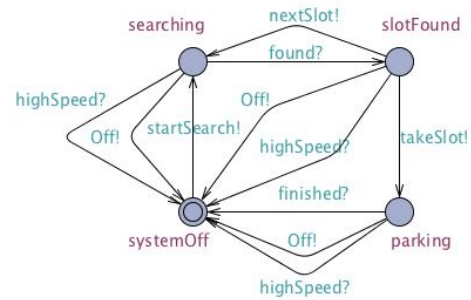 nextSlot!
searching
slotFound
found?
highSpeed?
Off!
Off!
startSearch!
highSpeed?
takeSlot!
finished?
systemOff
Off!
parking
highSpeed?